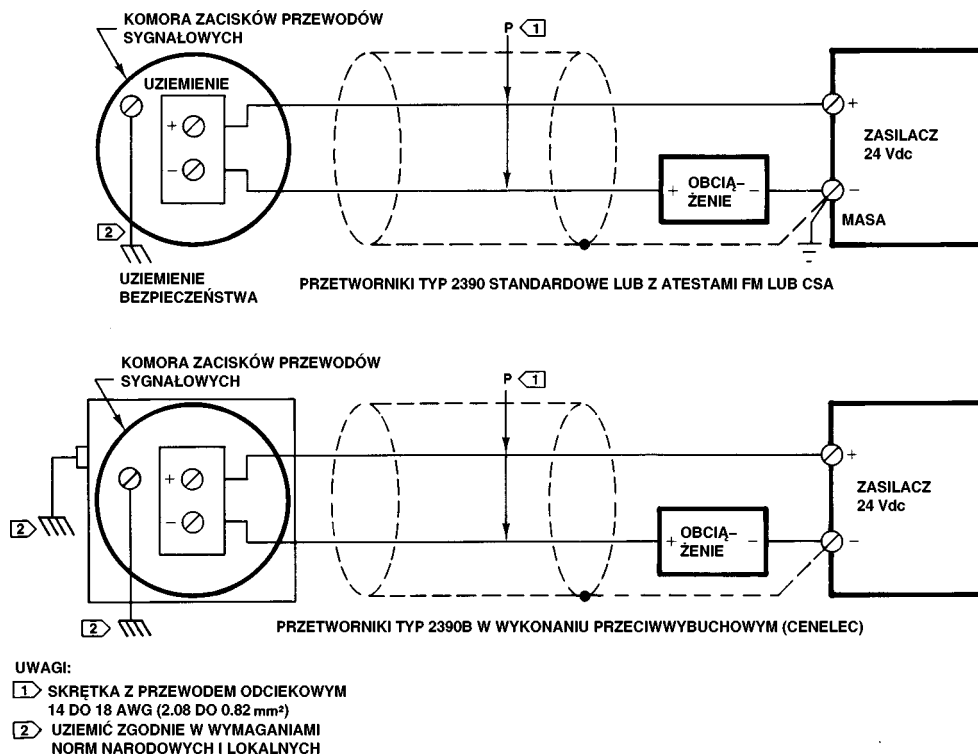 KOMORA ZACISKÓW PRZEWODÓW
SYGNAŁOWYCH
P 1
UZIEMIENIE
+
+
–
ZASILACZ
24 Vdc
+ OBCIĄ– –
ŻENIE
–
MASA
2
UZIEMIENIE
BEZPIECZEŃSTWA
PRZETWORNIKI TYP 2390 STANDARDOWE LUB Z ATESTAMI FM LUB CSA
KOMORA ZACISKÓW PRZEWODÓW
SYGNAŁOWYCH
P 1
+
+
–
ZASILACZ
24 Vdc
2
+ OBCIĄ– –
ŻENIE
–
2
PRZETWORNIKI TYP 2390B W WYKONANIU PRZECIWWYBUCHOWYM (CENELEC)
UWAGI:
1 SKRĘTKA Z PRZEWODEM ODCIEKOWYM
14 DO 18 AWG (2.08 DO 0.82 mm²)
2 UZIEMIĆ ZGODNIE W WYMAGANIAMI
NORM NARODOWYCH I LOKALNYCH